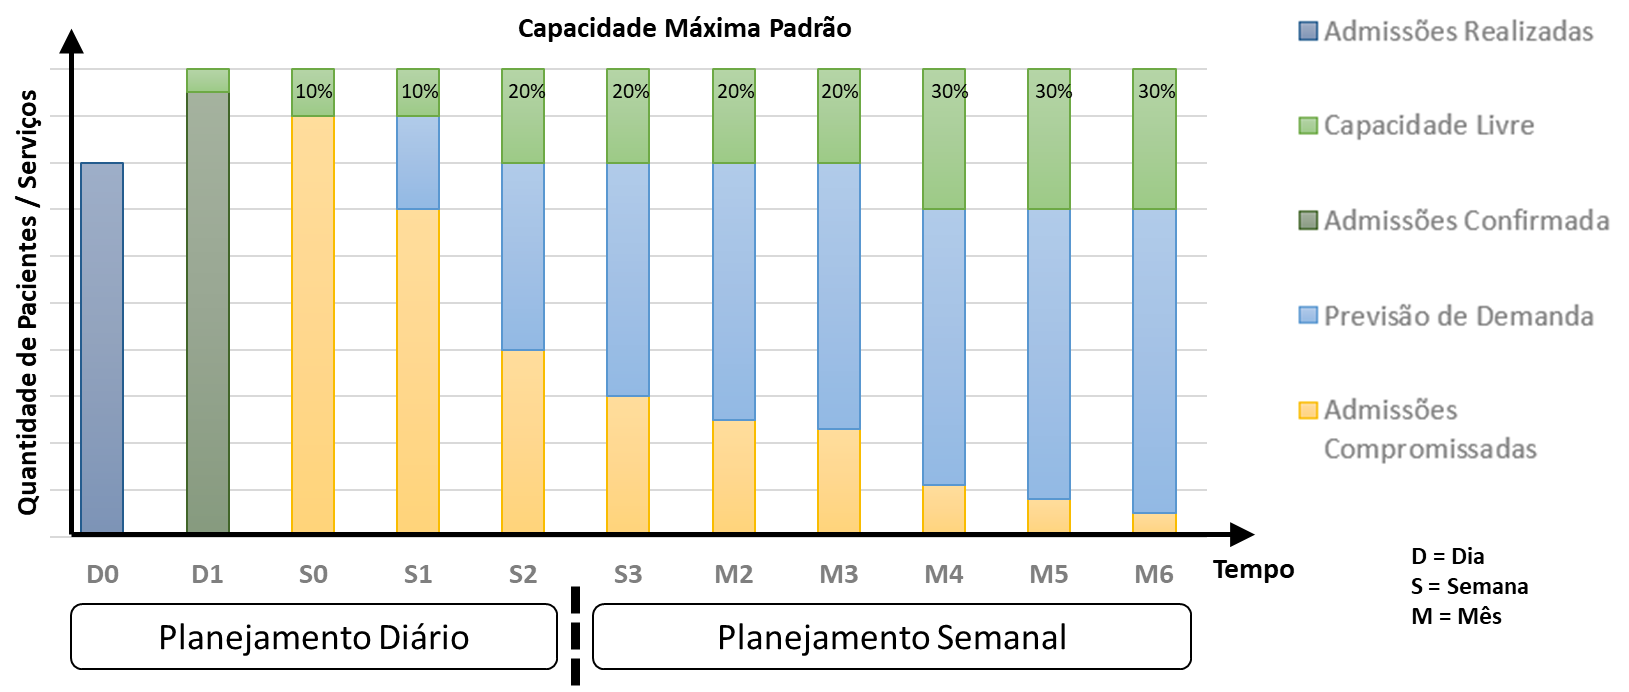 Capacidade Máxima Padrão
Quantidade de Pacientes / Serviços
10%
10%
20%
20%
20%
20%
30%
30%
30%
D0
D1
S0
S1
S2
S3
M2
M3
M4
M5
M6
Tempo
Planejamento Diário
Planejamento Semanal
Admissões Realizadas
Capacidade Livre
Admissões Confirmada
Previsão de Demanda
Admissões
Compromissadas
D = Dia
S = Semana
M = Mês